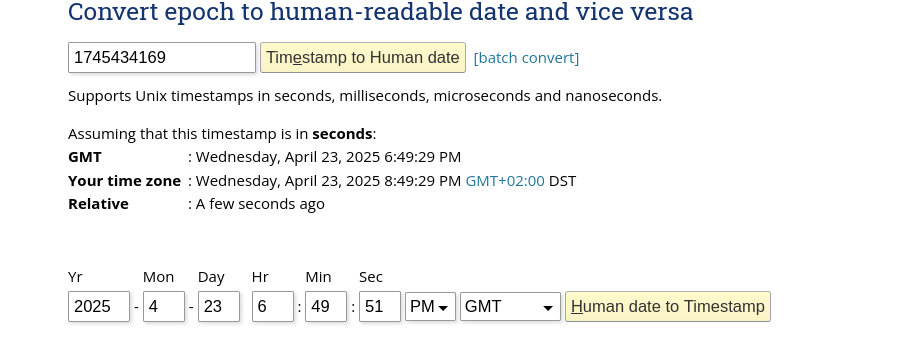 Convert epoch to human-readable date and vice versa
1745434169 Timestamp to Human date [batch convert]
Supports Unix timestamps in seconds, milliseconds, microseconds and nanoseconds.
Assuming that this timestamp is in seconds:
GMT : Wednesday, April 23, 2025 6:49:29 PM
Your time zone : Wednesday, April 23, 2025 8:49:29 PM GMT+02:00 DST
Relative : A few seconds ago
Yr Mon Day Hr Min Sec
2025 - 4 - 23 6 : 49 : 51 PM GMT Human date to Timestamp